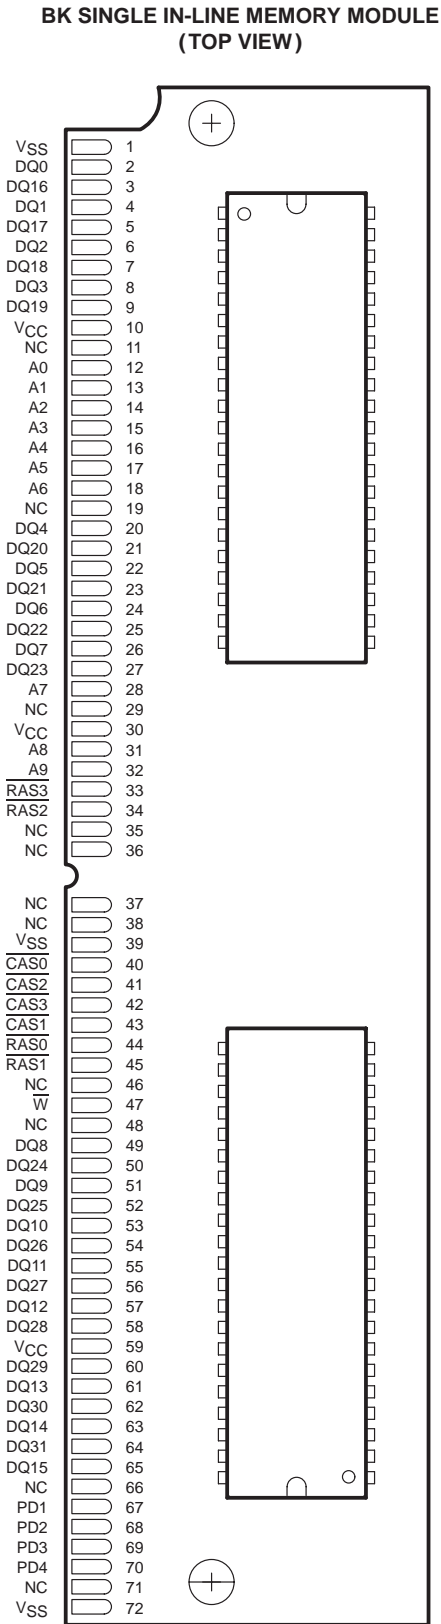 BK SINGLE IN-LINE MEMORY MODULE
(TOP VIEW)
VSS 1
DQ0 2
DQ16 3
DQ1 4
DQ17 5
DQ2 6
DQ18 7
DQ3 8
DQ19 9
VCC 10
NC 11
A0 12
A1 13
A2 14
A3 15
A4 16
A5 17
A6 18
NC 19
DQ4 20
DQ20 21
DQ5 22
DQ21 23
DQ6 24
DQ22 25
DQ7 26
DQ23 27
A7 28
NC 29
VCC 30
A8 31
A9 32
RAS3 33
RAS2 34
NC 35
NC 36
NC 37
NC 38
VSS 39
CAS0 40
CAS2 41
CAS3 42
CAS1 43
RAS0 44
RAS1 45
NC 46
W 47
NC 48
DQ8 49
DQ24 50
DQ9 51
DQ25 52
DQ10 53
DQ26 54
DQ11 55
DQ27 56
DQ12 57
DQ28 58
VCC 59
DQ29 60
DQ13 61
DQ30 62
DQ14 63
DQ31 64
DQ15 65
NC 66
PD1 67
PD2 68
PD3 69
PD4 70
NC 71
VSS 72